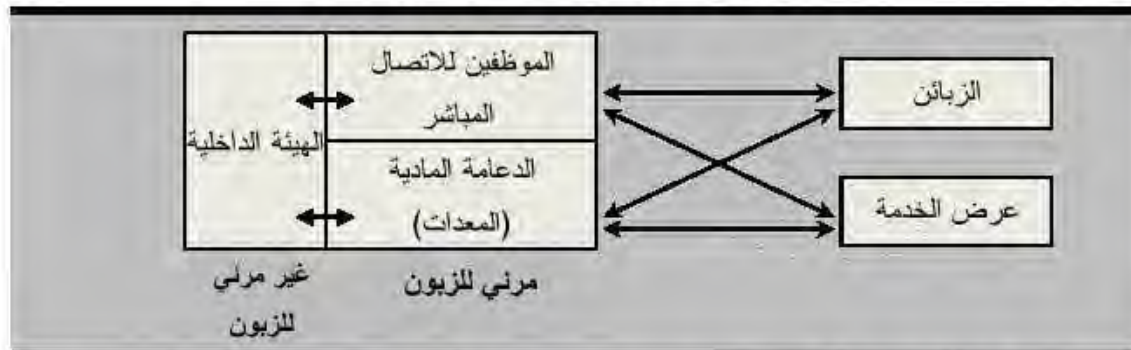 الموظفين للاتصال
المباشر
الزبائن
الهيئة الداخلية
الدعامة المادية
(المعدات)
عرض الخدمة
مرئي للزبون
غير مرئي
للزبون